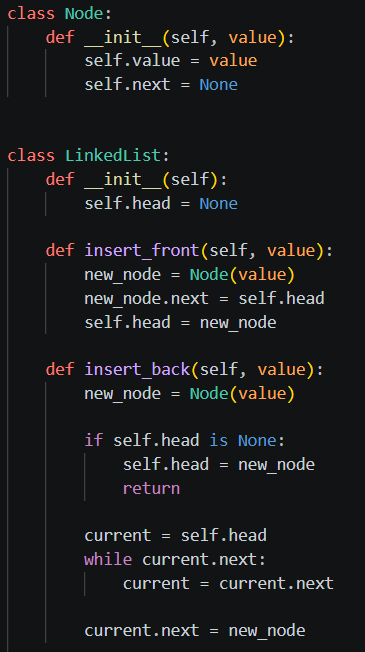 class Node:
    def __init__(self, value):
        self.value = value
        self.next = None

class LinkedList:
    def __init__(self):
        self.head = None

    def insert_front(self, value):
        new_node = Node(value)
        new_node.next = self.head
        self.head = new_node

    def insert_back(self, value):
        new_node = Node(value)

        if self.head is None:
            self.head = new_node
            return

        current = self.head
        while current.next:
            current = current.next

        current.next = new_node